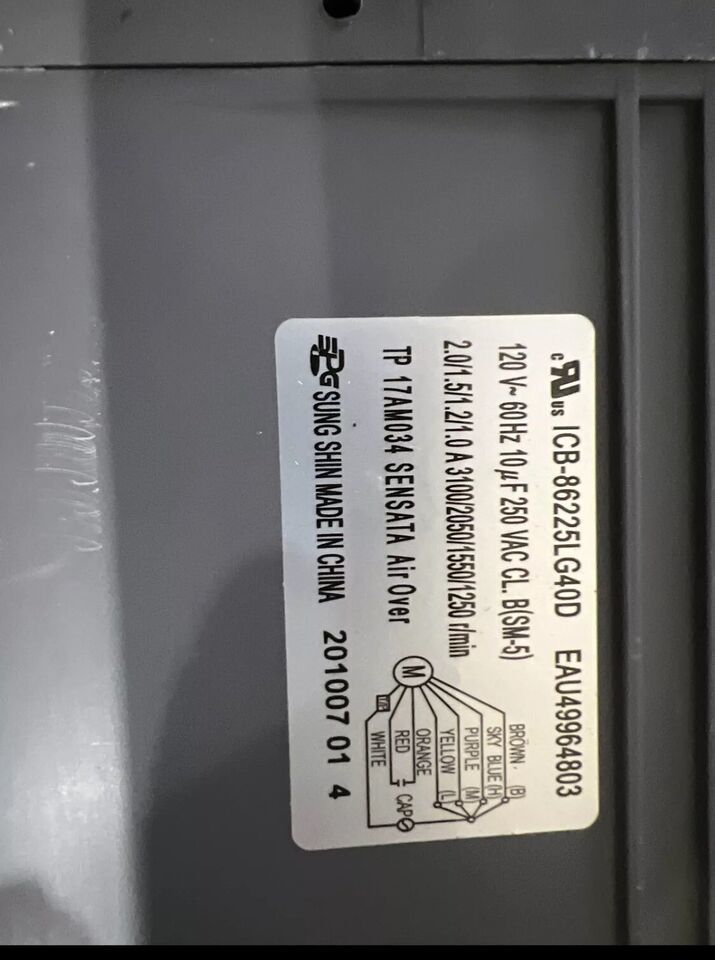 c RU us ICB-86225LG40D EAU49964803
120 V~ 60Hz 10μF 250 VAC CL. B(SM-5)
2.0/1.5/1.2/1.0 A 3100/2050/1550/1250 r/min
TP 17AM034 SENSATA Air Over
SUNG SHIN MADE IN CHINA 201007 01 4
BROWN (B)
SKY BLUE (H)
PURPLE (M)
YELLOW (L)
ORANGE
RED CAP
WHITE
M